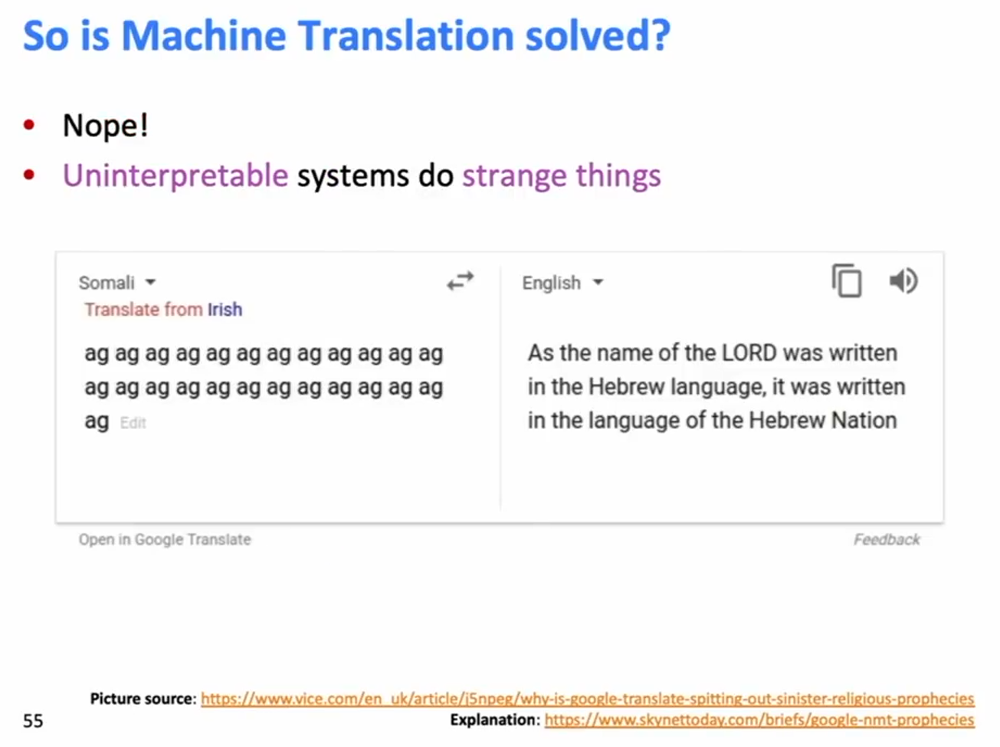 So is Machine Translation solved?
• Nope!
• Uninterpretable systems do strange things
Somali
English
Translate from Irish
ag ag ag ag ag ag ag ag ag ag ag ag
ag ag ag ag ag ag ag ag ag ag ag ag
ag Edit
As the name of the LORD was written
in the Hebrew language, it was written
in the language of the Hebrew Nation
Open in Google Translate
Feedback
Picture source: https://www.vice.com/en_uk/article/j5npeg/why-is-google-translate-spitting-out-sinister-religious-prophecies
55
Explanation: https://www.skynettoday.com/briefs/google-nmt-prophecies